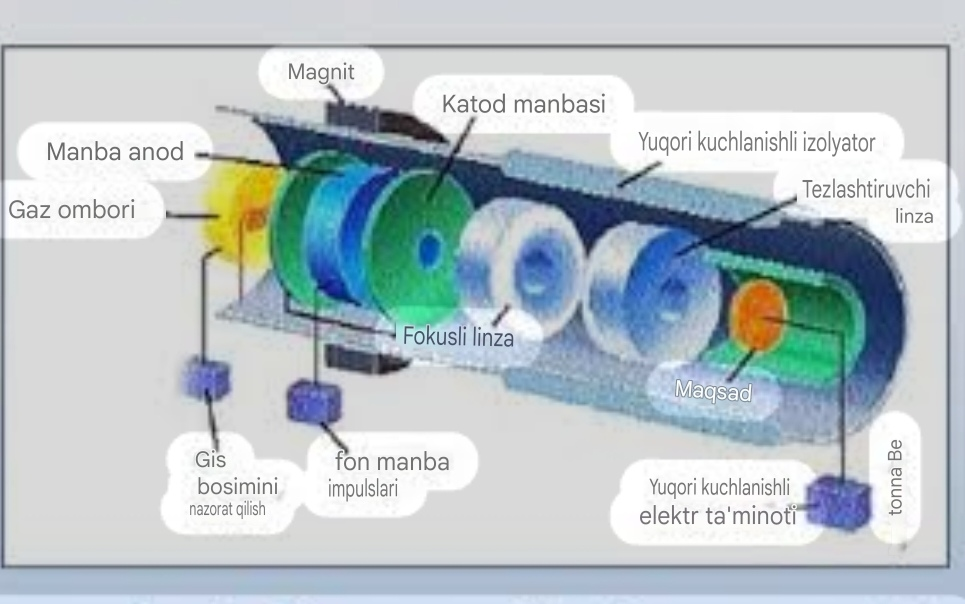 Magnit
Katod manbasi
Yuqori kuchlanishli izolyator
Manba anod
Tezlashtiruvchi
linza
Gaz ombori
Fokusli linza
Maqsad
Gis
bosimini
nazorat qilish
fon manba
impulslari
Yuqori kuchlanishli
elektr ta'minoti
tonna Be